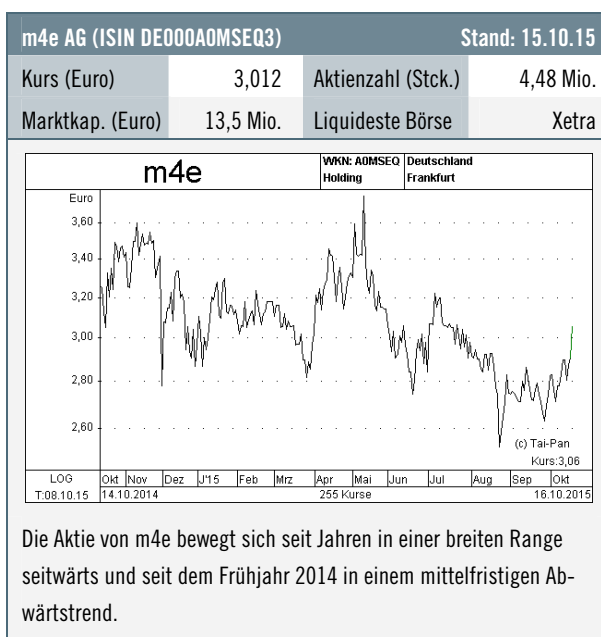 m4e AG (ISIN DE000A0MSEQ3) Stand: 15.10.15
Kurs (Euro) 3,012 Aktienzahl (Stck.) 4,48 Mio.
Marktkap. (Euro) 13,5 Mio. Liquideste Börse Xetra
m4e WKN: A0MSEQ Deutschland
Holding Frankfurt
Euro
3,60
3,40
3,20
3,00
2,80
2,60
(c) Tai-Pan
Kurs:3,06
LOG Okt Nov Dez J'15 Feb Mrz Apr Mai Jun Jul Aug Sep Okt
T:08.10.15 14.10.2014 255 Kurse 16.10.2015
Die Aktie von m4e bewegt sich seit Jahren in einer breiten Range
seitwärts und seit dem Frühjahr 2014 in einem mittelfristigen Ab-
wärtstrend.